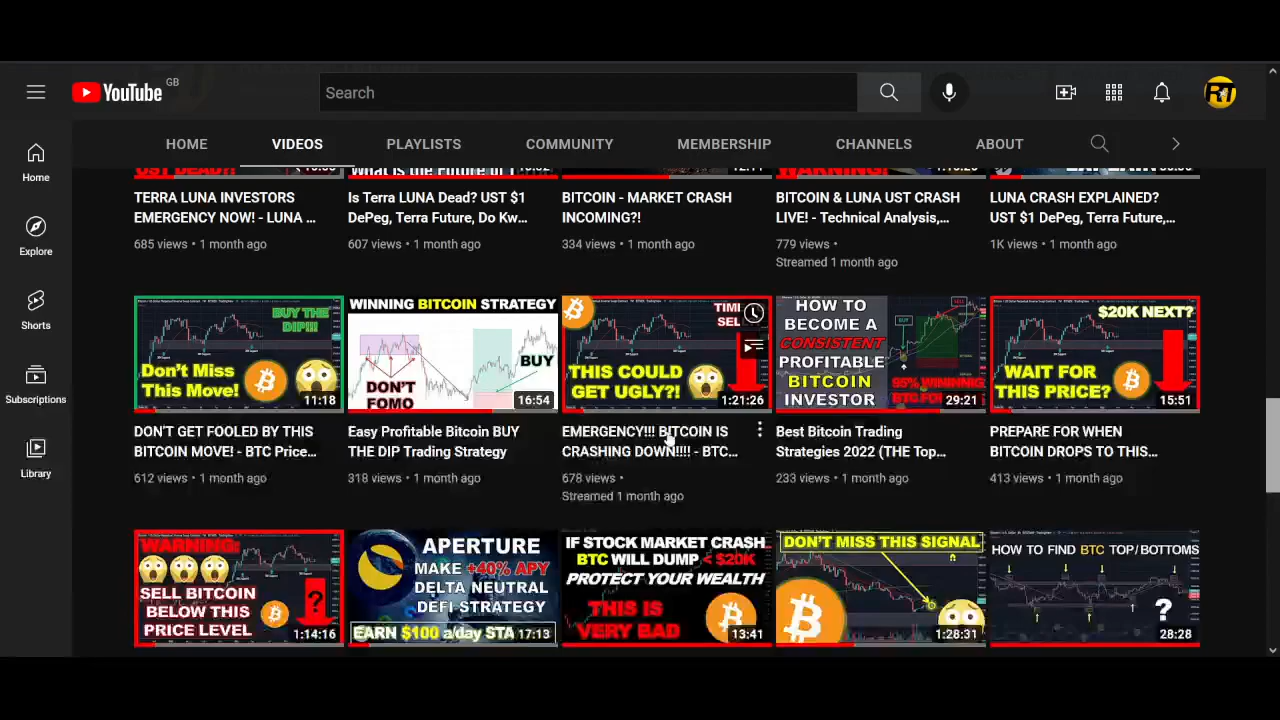 YouTube GB
Search
RT
HOME VIDEOS PLAYLISTS COMMUNITY MEMBERSHIP CHANNELS ABOUT
Home
Explore
Shorts
Subscriptions
Library
TERRA LUNA INVESTORS
EMERGENCY NOW! - LUNA ...
685 views • 1 month ago
Is Terra LUNA Dead? UST $1
DePeg, Terra Future, Do Kw...
607 views • 1 month ago
BITCOIN - MARKET CRASH
INCOMING?!
334 views • 1 month ago
WARNING!
BITCOIN & LUNA UST CRASH
LIVE! - Technical Analysis,...
779 views •
Streamed 1 month ago
LUNA CRASH EXPLAINED?
UST $1 DePeg, Terra Future,...
1K views • 1 month ago
BUY THE
DIP!!!
Don't Miss
This Move!
11:18
DON'T GET FOOLED BY THIS
BITCOIN MOVE! - BTC Price...
612 views • 1 month ago
WINNING BITCOIN STRATEGY
BUY
DON'T
FOMO
16:54
Easy Profitable Bitcoin BUY
THE DIP Trading Strategy
318 views • 1 month ago
THIS COULD
GET UGLY?!
1:21:26
EMERGENCY!!! BITCOIN IS
CRASHING DOWN!!!! - BTC...
678 views •
Streamed 1 month ago
HOW TO
BECOME A
CONSISTENT
PROFITABLE
BITCOIN
INVESTOR
SELL
BUY
29:21
Best Bitcoin Trading
Strategies 2022 (THE Top...
233 views • 1 month ago
$20K NEXT?
WAIT FOR
THIS PRICE?
15:51
PREPARE FOR WHEN
BITCOIN DROPS TO THIS...
413 views • 1 month ago
WARNING:
SELL BITCOIN
BELOW THIS
PRICE LEVEL
?
1:14:16
APERTURE
MAKE +40% APY
DELTA NEUTRAL
DEFI STRATEGY
EARN $100 a/day STA
17:13
IF STOCK MARKET CRASH
BTC WILL DUMP < $20K
PROTECT YOUR WEALTH
THIS IS
VERY BAD
13:41
DON'T MISS THIS SIGNAL
1:28:31
HOW TO FIND BTC TOP/BOTTOMS
?
28:28